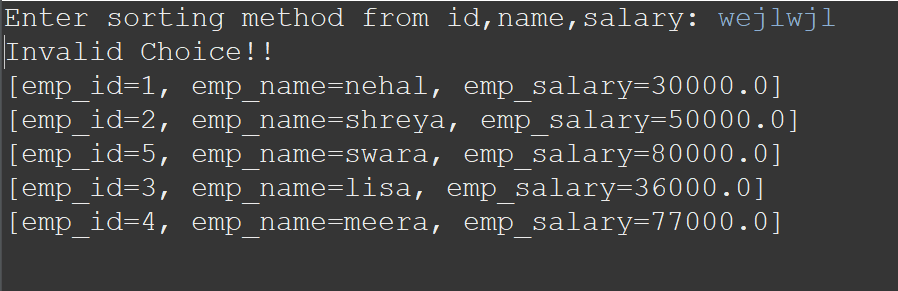 Enter sorting method from id,name,salary: wejlwjl
Invalid Choice!!
[emp_id=1, emp_name=nehal, emp_salary=30000.0]
[emp_id=2, emp_name=shreya, emp_salary=50000.0]
[emp_id=5, emp_name=swara, emp_salary=80000.0]
[emp_id=3, emp_name=lisa, emp_salary=36000.0]
[emp_id=4, emp_name=meera, emp_salary=77000.0]